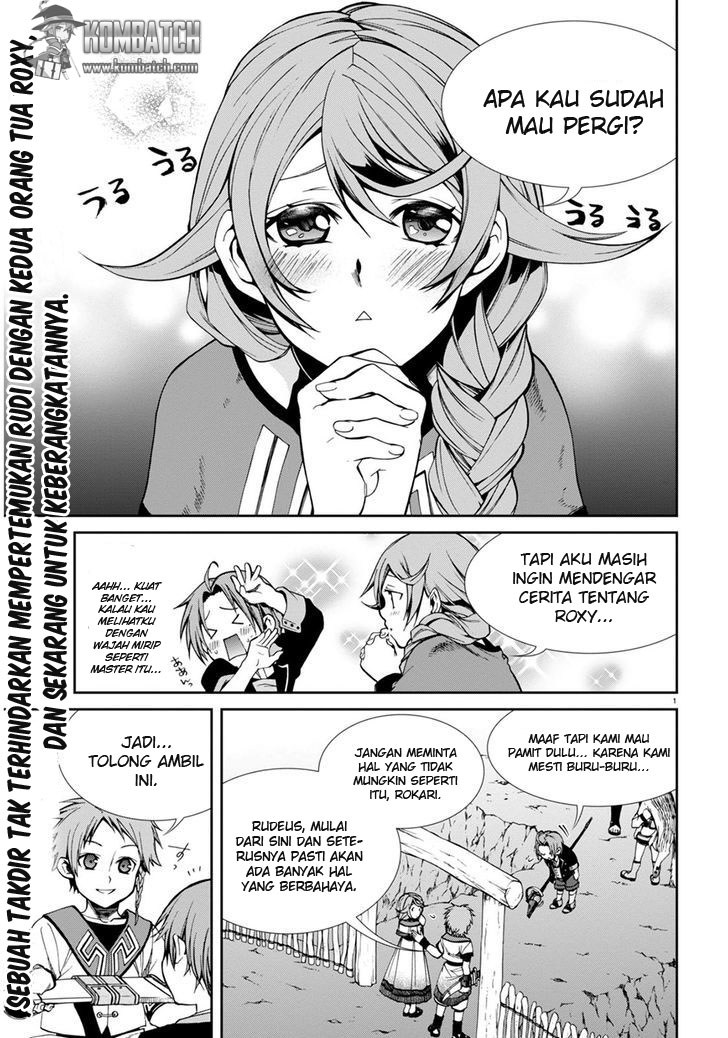 KOMBATCH
www.kombatch.com
(SEBUAH TAKDIR TAK TERHINDARKAN MEMPERTEMUKAN RUDI DENGAN KEDUA ORANG TUA ROXY,
DAN SEKARANG UNTUK KEBERANGKATANNYA.
APA KAU SUDAH
MAU PERGI?
うる うる
うる うる
TAPI AKU MASIH
INGIN MENDENGAR
CERITA TENTANG
ROXY...
AAHH... KUAT
BANGET...
KALAU KAU
MELIHATKU
DENGAN
WAJAH MIRIP
SEPERTI
MASTER ITU...
1
MAAF TAPI KAMI MAU
PAMIT DULU... KARENA KAMI
MESTI BURU-BURU...
JANGAN MEMINTA
HAL YANG TIDAK
MUNGKIN SEPERTI
ITU, ROKARI.
RUDEUS, MULAI
DARI SINI DAN SETE-
RUSNYA PASTI AKAN
ADA BANYAK HAL
YANG BERBAHAYA.
JADI...
TOLONG AMBIL
INI.